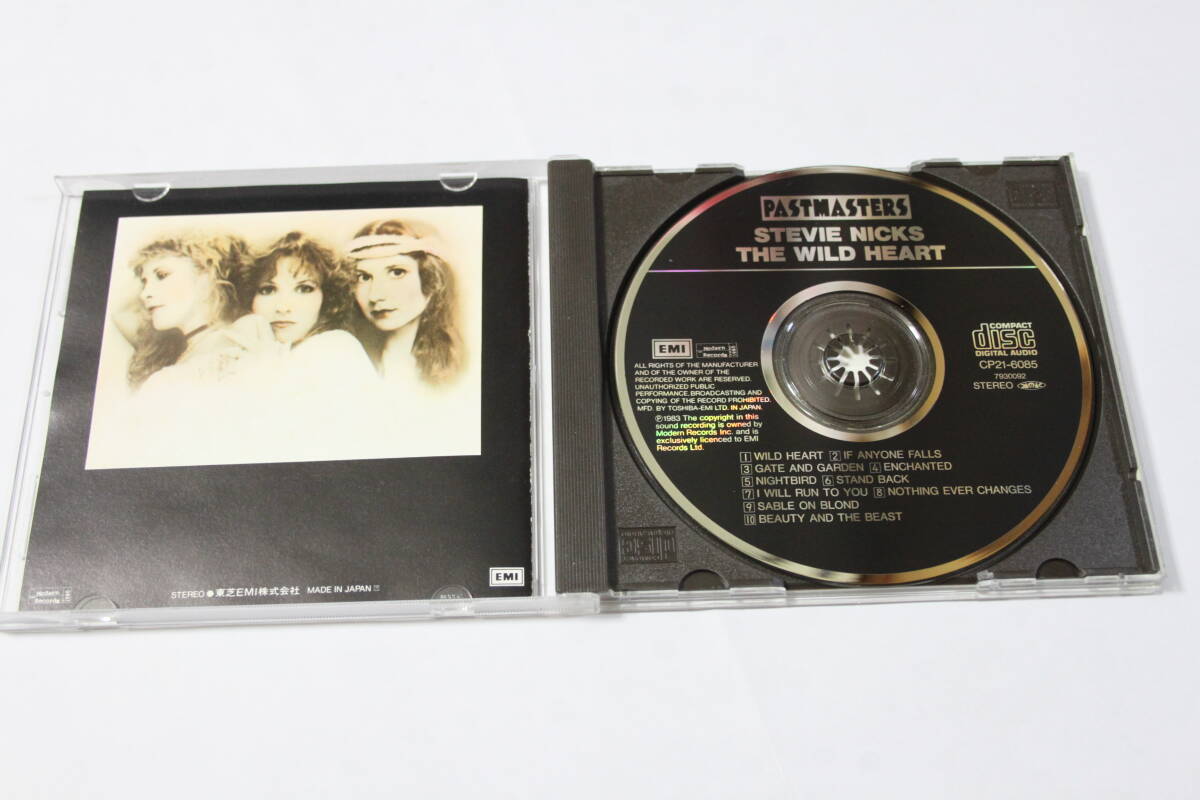 Modern
Records
STEREO ● 東芝EMI株式会社 MADE IN JAPAN
EMI
PASTMASTERS
STEVIE NICKS
THE WILD HEART
EMI
Modern
Records
ALL RIGHTS OF THE MANUFACTURER
AND OF THE OWNER OF THE
RECORDED WORK ARE RESERVED.
UNAUTHORIZED PUBLIC
PERFORMANCE, BROADCASTING AND
COPYING OF THE RECORD PROHIBITED.
MFD. BY TOSHIBA-EMI LTD. IN JAPAN.
℗1983 The copyright in this
sound recording is owned by
Modern Records Inc. and is
exclusively licenced to EMI
Records Ltd.
COMPACT
disc
DIGITAL AUDIO
CP21-6085
7930092
STEREO
1 WILD HEART 2 IF ANYONE FALLS
3 GATE AND GARDEN 4 ENCHANTED
5 NIGHTBIRD 6 STAND BACK
7 I WILL RUN TO YOU 8 NOTHING EVER CHANGES
9 SABLE ON BLOND
10 BEAUTY AND THE BEAST